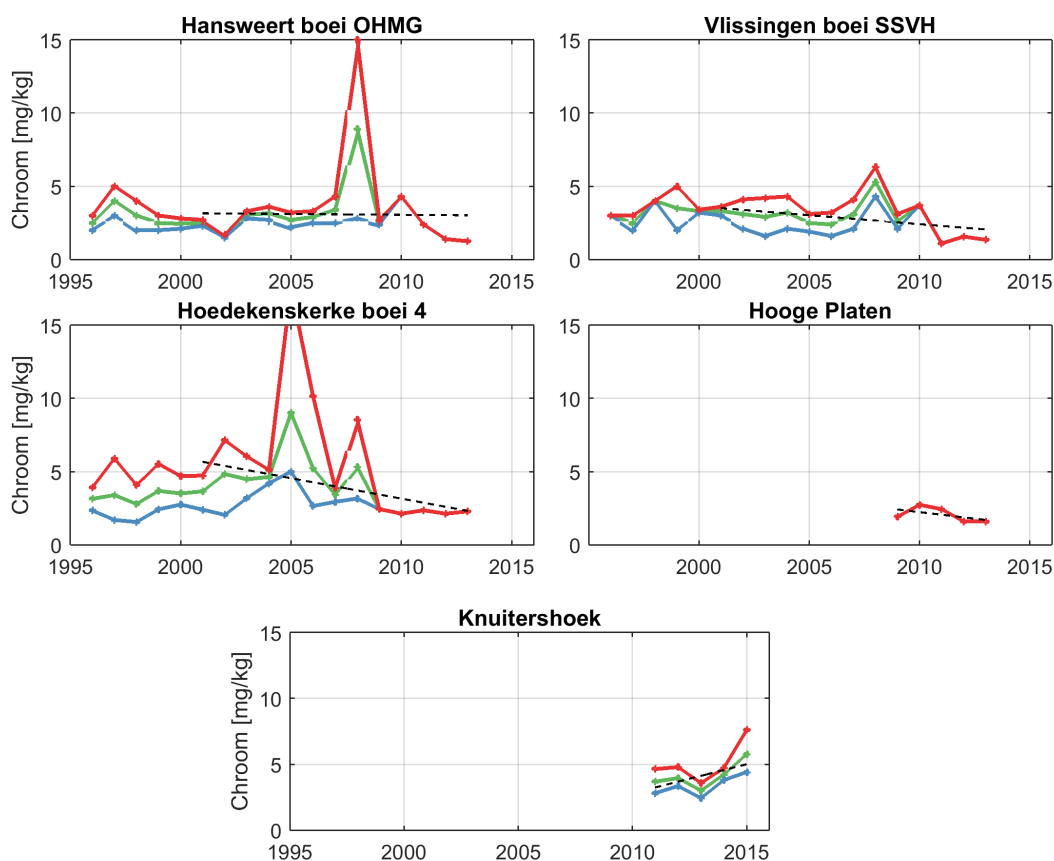 Hansweert boei OHMG
Chroom [mg/kg]
15
10
5
0
1995 2000 2005 2010 2015
Vlissingen boei SSVH
15
10
5
0
2000 2005 2010 2015
Hoedekenskerke boei 4
Chroom [mg/kg]
15
10
5
0
1995 2000 2005 2010 2015
Hooge Platen
15
10
5
0
2000 2005 2010 2015
Knuitershoek
Chroom [mg/kg]
15
10
5
0
1995 2000 2005 2010 2015